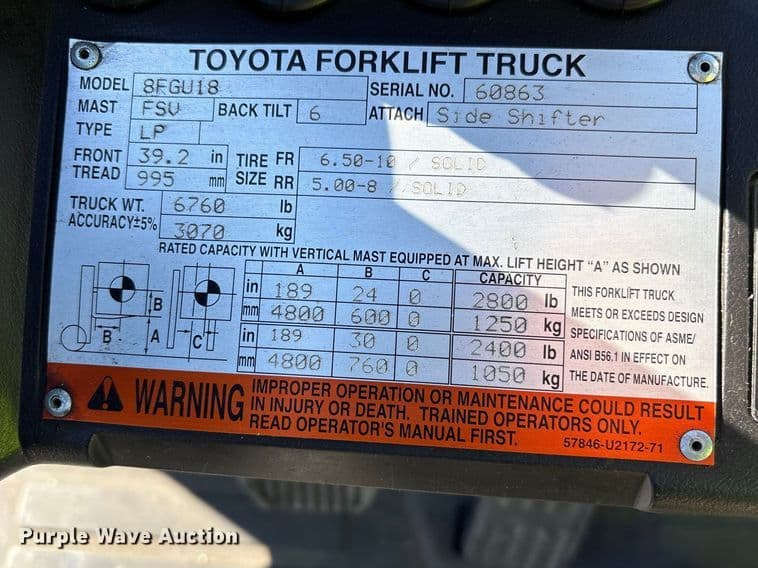 TOYOTA FORKLIFT TRUCK
MODEL 8FGU18 SERIAL NO. 60863
MAST FSV BACK TILT 6 ATTACH Side Shifter
TYPE LP
FRONT TREAD 39.2 in TIRE SIZE FR 6.50-10 / SOLID
995 mm RR 5.00-8 / SOLID
TRUCK WT. 6760 lb
ACCURACY±5% 3070 kg
RATED CAPACITY WITH VERTICAL MAST EQUIPPED AT MAX. LIFT HEIGHT "A" AS SHOWN
A B C CAPACITY
in 189 24 0 2800 lb
mm 4800 600 0 1250 kg
in 189 30 0 2400 lb
mm 4800 760 0 1050 kg
B B A C
THIS FORKLIFT TRUCK
MEETS OR EXCEEDS DESIGN
SPECIFICATIONS OF ASME/
ANSI B56.1 IN EFFECT ON
THE DATE OF MANUFACTURE.
WARNING
IMPROPER OPERATION OR MAINTENANCE COULD RESULT
IN INJURY OR DEATH. TRAINED OPERATORS ONLY.
READ OPERATOR'S MANUAL FIRST.
57846-U2172-71
Purple Wave Auction